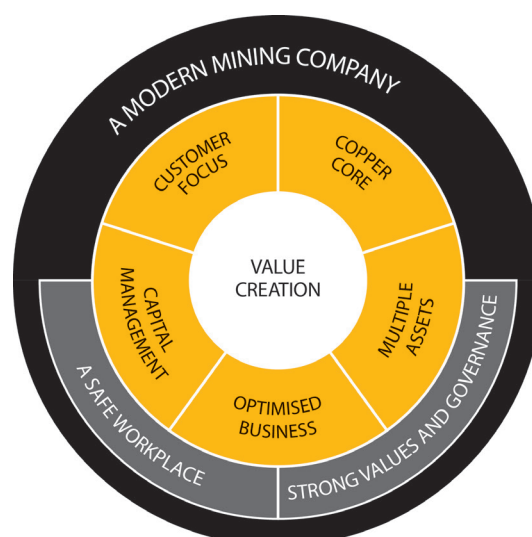 A MODERN MINING COMPANY
CUSTOMER
FOCUS
COPPER
CORE
CAPITAL
MANAGEMENT
VALUE
CREATION
MULTIPLE
ASSETS
OPTIMISED
BUSINESS
A SAFE WORKPLACE
STRONG VALUES AND GOVERNANCE